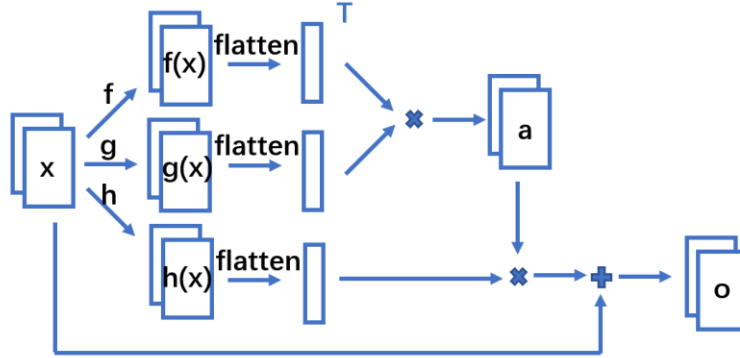 T
f(x) flatten
f
x g g(x) flatten a
h
h(x) flatten
o